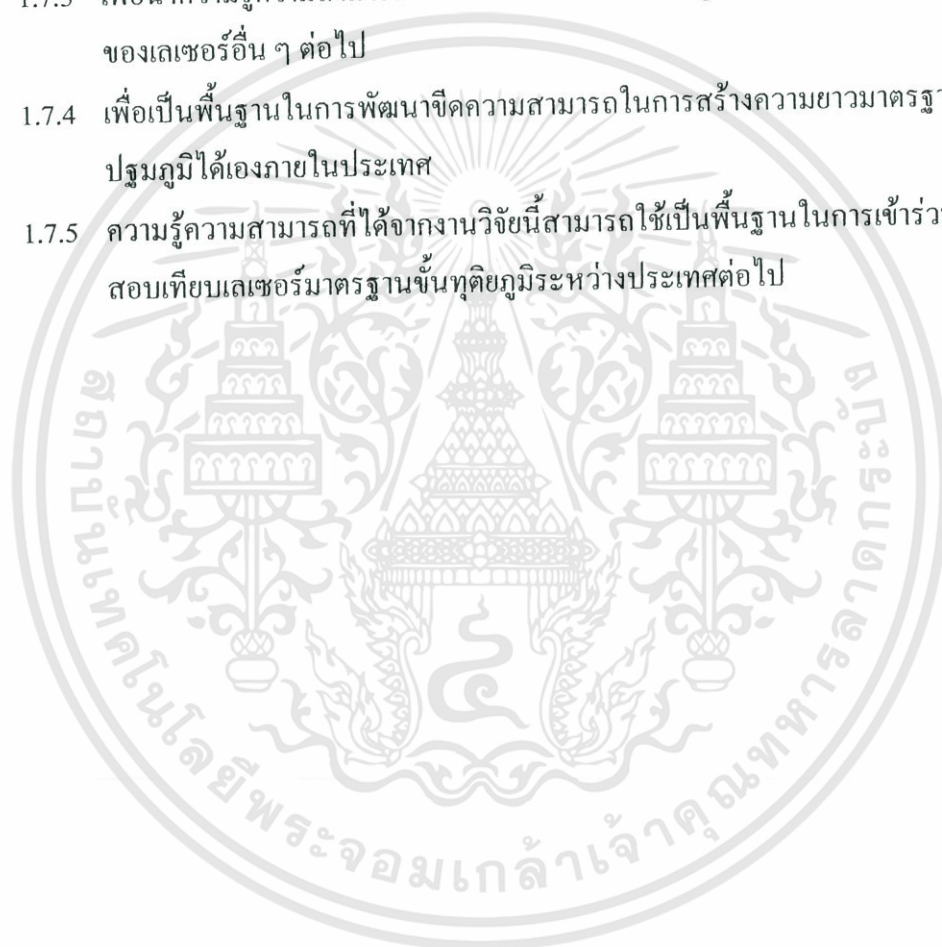 1.7.3
ของเลเซอร์อื่น ๆ ต่อไป
1.7.4 เพื่อเป็นพื้นฐานในการพัฒนาขีดความสามารถในการสร้างความยาวมาตรฐา
ปฐมภูมิได้เองภายในประเทศ
1.7.5 ความรู้ความสามารถที่ได้จากงานวิจัยนี้สามารถใช้เป็นพื้นฐานในการเข้าร่ว
สอบเทียบเลเซอร์มาตรฐานขั้นทุติยภูมิระหว่างประเทศต่อไป
สถาบันเทคโนโลยีพระจอมเกล้าเจ้าคุณทหารลาดกระบัง